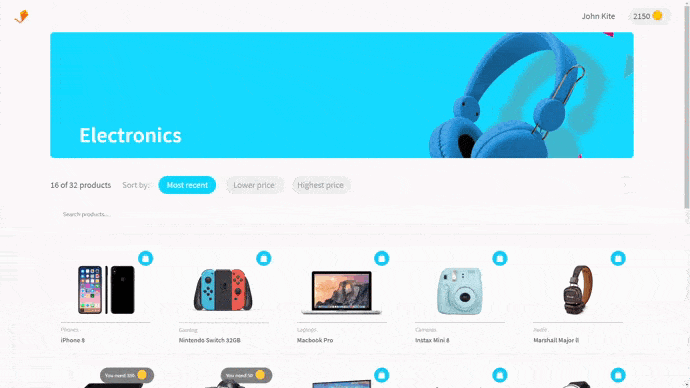 John Kite 2150
Electronics
16 of 32 products Sort by: Most recent Lower price Highest price
Search products...
Phones Gaming Laptops Cameras Audio
iPhone 8 Nintendo Switch 32GB Macbook Pro Instax Mini 8 Marshall Major II
You need You need 50